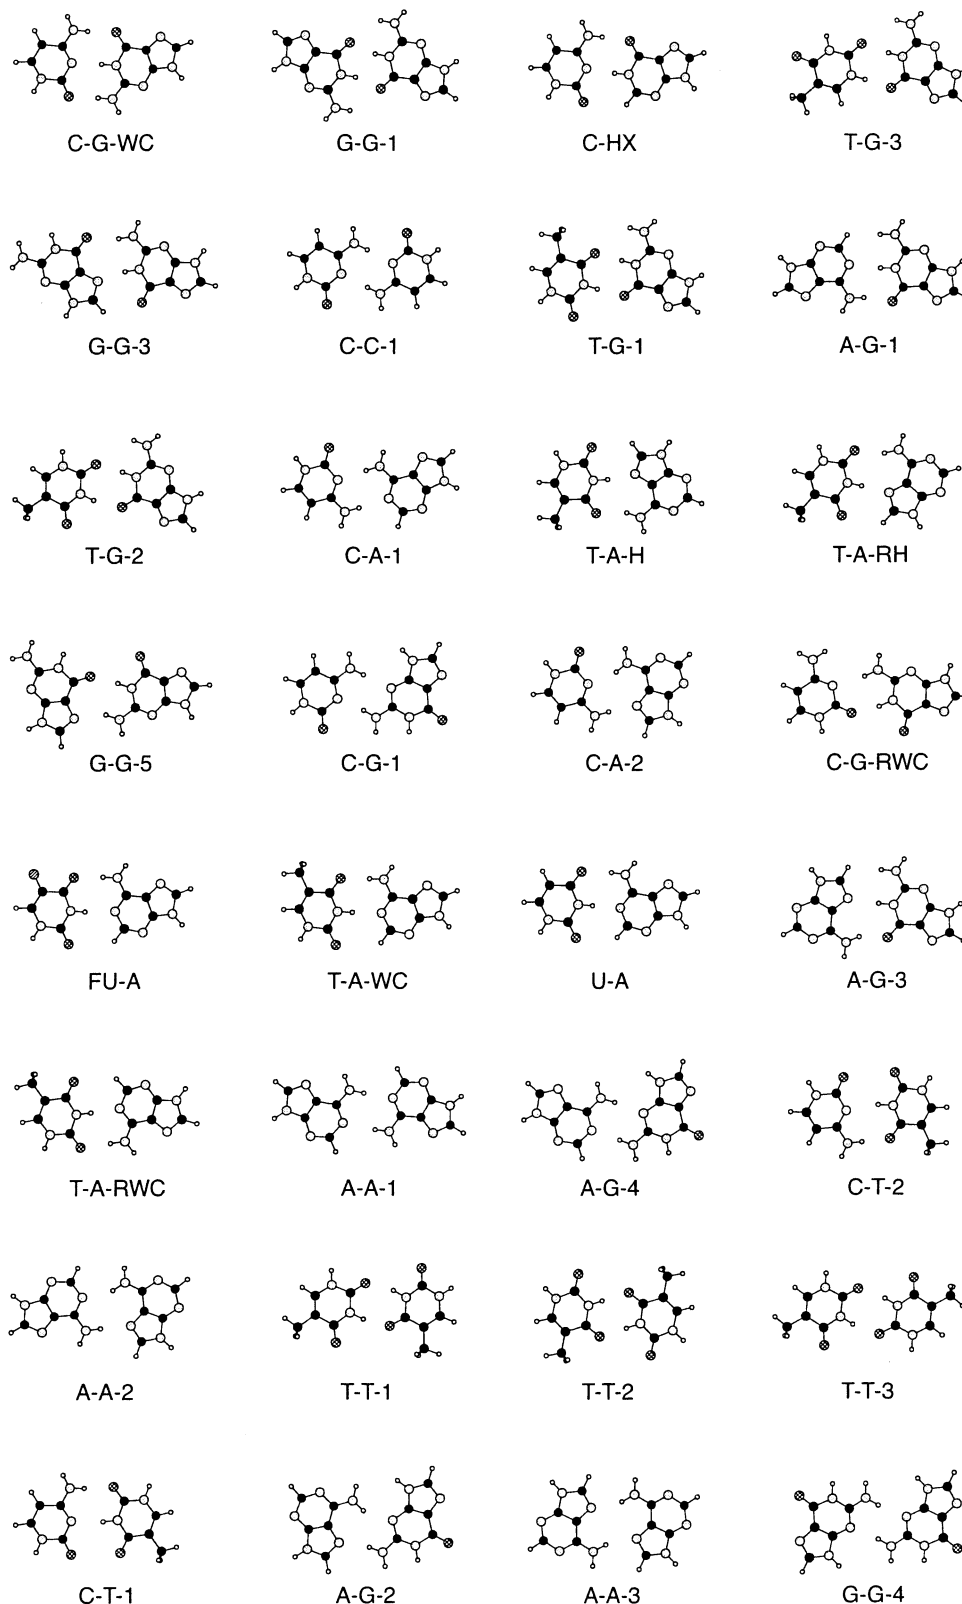 C-G-WC G-G-1 C-HX T-G-3
G-G-3 C-C-1 T-G-1 A-G-1
T-G-2 C-A-1 T-A-H T-A-RH
G-G-5 C-G-1 C-A-2 C-G-RWC
FU-A T-A-WC U-A A-G-3
T-A-RWC A-A-1 A-G-4 C-T-2
A-A-2 T-T-1 T-T-2 T-T-3
C-T-1 A-G-2 A-A-3 G-G-4